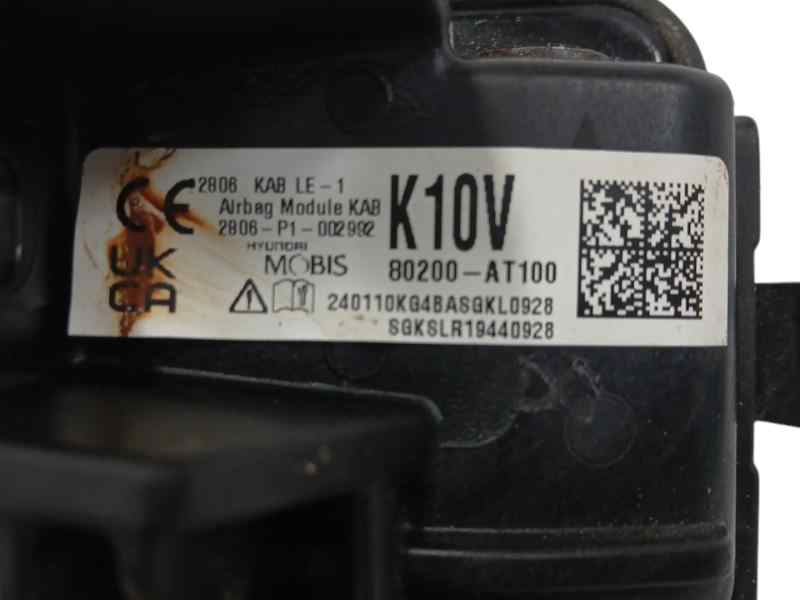 CE 2806 KAB LE-1
Airbag Module KAB
2806-P1-002992
K10V
UK
CA
HYUNDAI
MOBIS
80200-AT100
240110KG4BASGKL0928
SGKSLR19440928